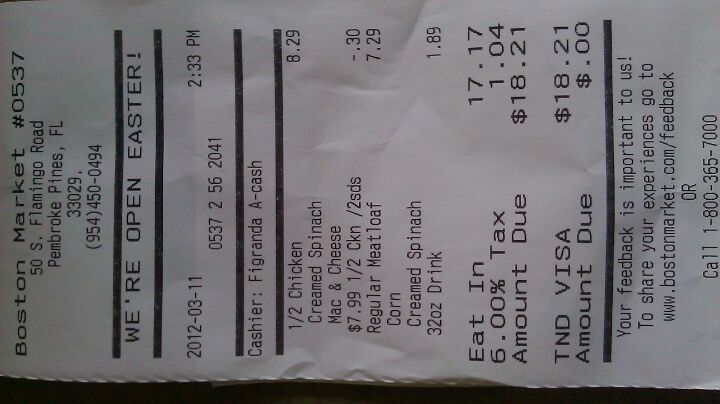 Boston Market #0537
50 S. Flamingo Road
Pembroke Pines, FL
33029,
(954)450-0494
WE'RE OPEN EASTER!
2012-03-11 2:33 PM
0537 2 56 2041
Cashier: Figranda A-cash
1/2 Chicken 8.29
Creamed Spinach
Mac & Cheese
$7.99 1/2 Ckn /2sds -.30
Regular Meatloaf 7.29
Corn
Creamed Spinach
32oz Drink 1.89
Eat In 17.17
6.00% Tax 1.04
Amount Due $18.21
TND VISA $18.21
Amount Due $.00
Your feedback is important to us!
To share your experiences go to
www.bostonmarket.com/feedback
OR
Call 1-800-365-7000